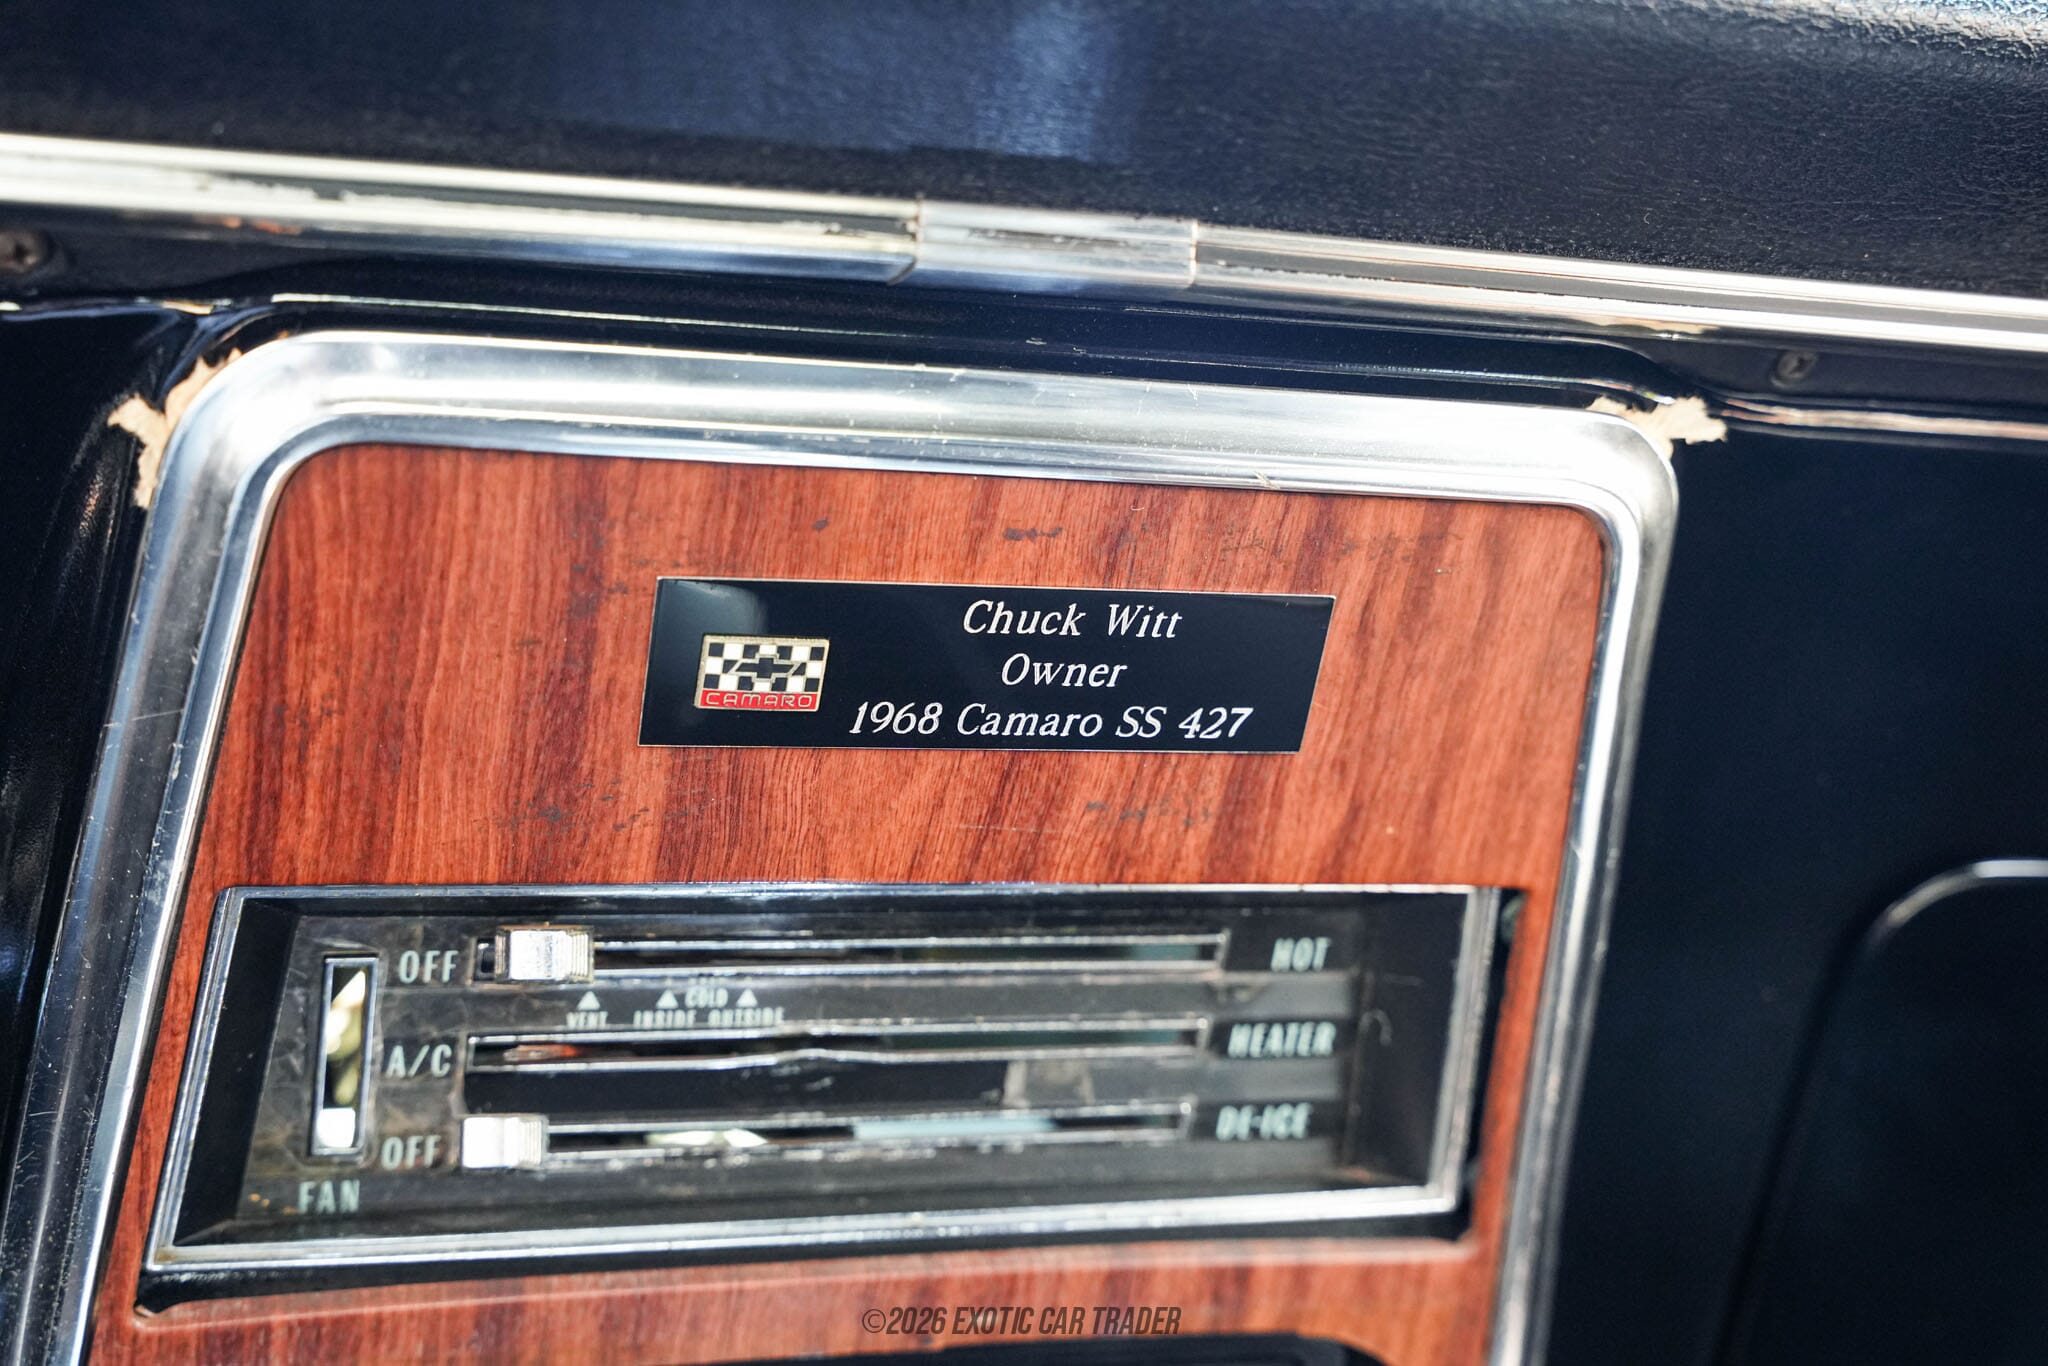 Chuck Witt
Owner
1968 Camaro SS 427
CAMARO
OFF HOT
COLD
VENT INSIDE OUTSIDE
A/C HEATER
OFF DE-ICE
FAN
©2026 EXOTIC CAR TRADER